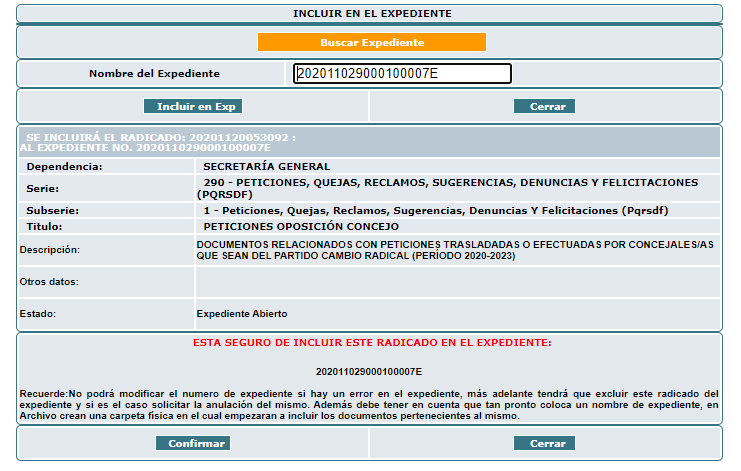 INCLUIR EN EL EXPEDIENTE
Buscar Expediente
Nombre del Expediente
202011029000100007E
Incluir en Exp
Cerrar
SE INCLUIRÁ EL RADICADO: 20201120053092 :
AL EXPEDIENTE NO. 202011029000100007E
Dependencia: SECRETARÍA GENERAL
Serie: 290 - PETICIONES, QUEJAS, RECLAMOS, SUGERENCIAS, DENUNCIAS Y FELICITACIONES
(PQRSDF)
Subserie: 1 - Peticiones, Quejas, Reclamos, Sugerencias, Denuncias Y Felicitaciones (Pqrsdf)
Titulo: PETICIONES OPOSICIÓN CONCEJO
Descripción: DOCUMENTOS RELACIONADOS CON PETICIONES TRASLADADAS O EFECTUADAS POR CONCEJALES/AS
QUE SEAN DEL PARTIDO CAMBIO RADICAL (PERÍODO 2020-2023)
Otros datos:
Estado: Expediente Abierto
ESTA SEGURO DE INCLUIR ESTE RADICADO EN EL EXPEDIENTE:
202011029000100007E
Recuerde:No podrá modificar el numero de expediente si hay un error en el expediente, más adelante tendrá que excluir este radicado del
expediente y si es el caso solicitar la anulación del mismo. Además debe tener en cuenta que tan pronto coloca un nombre de expediente, en
Archivo crean una carpeta física en el cual empezaran a incluir los documentos pertenecientes al mismo.
Confirmar
Cerrar